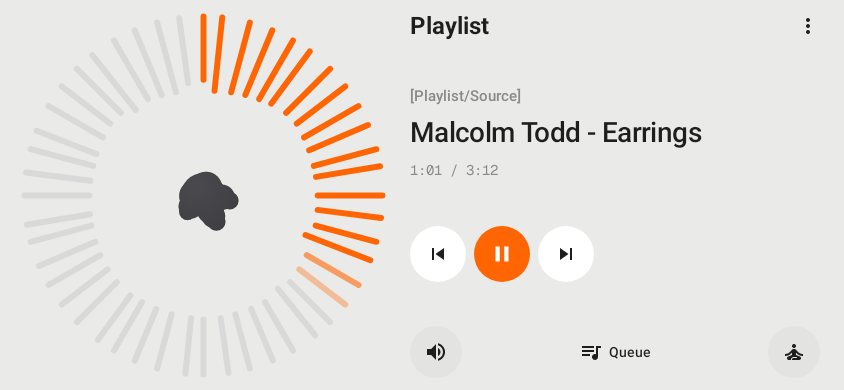 Playlist
[Playlist/Source]
Malcolm Todd - Earrings
1:01 / 3:12
Queue